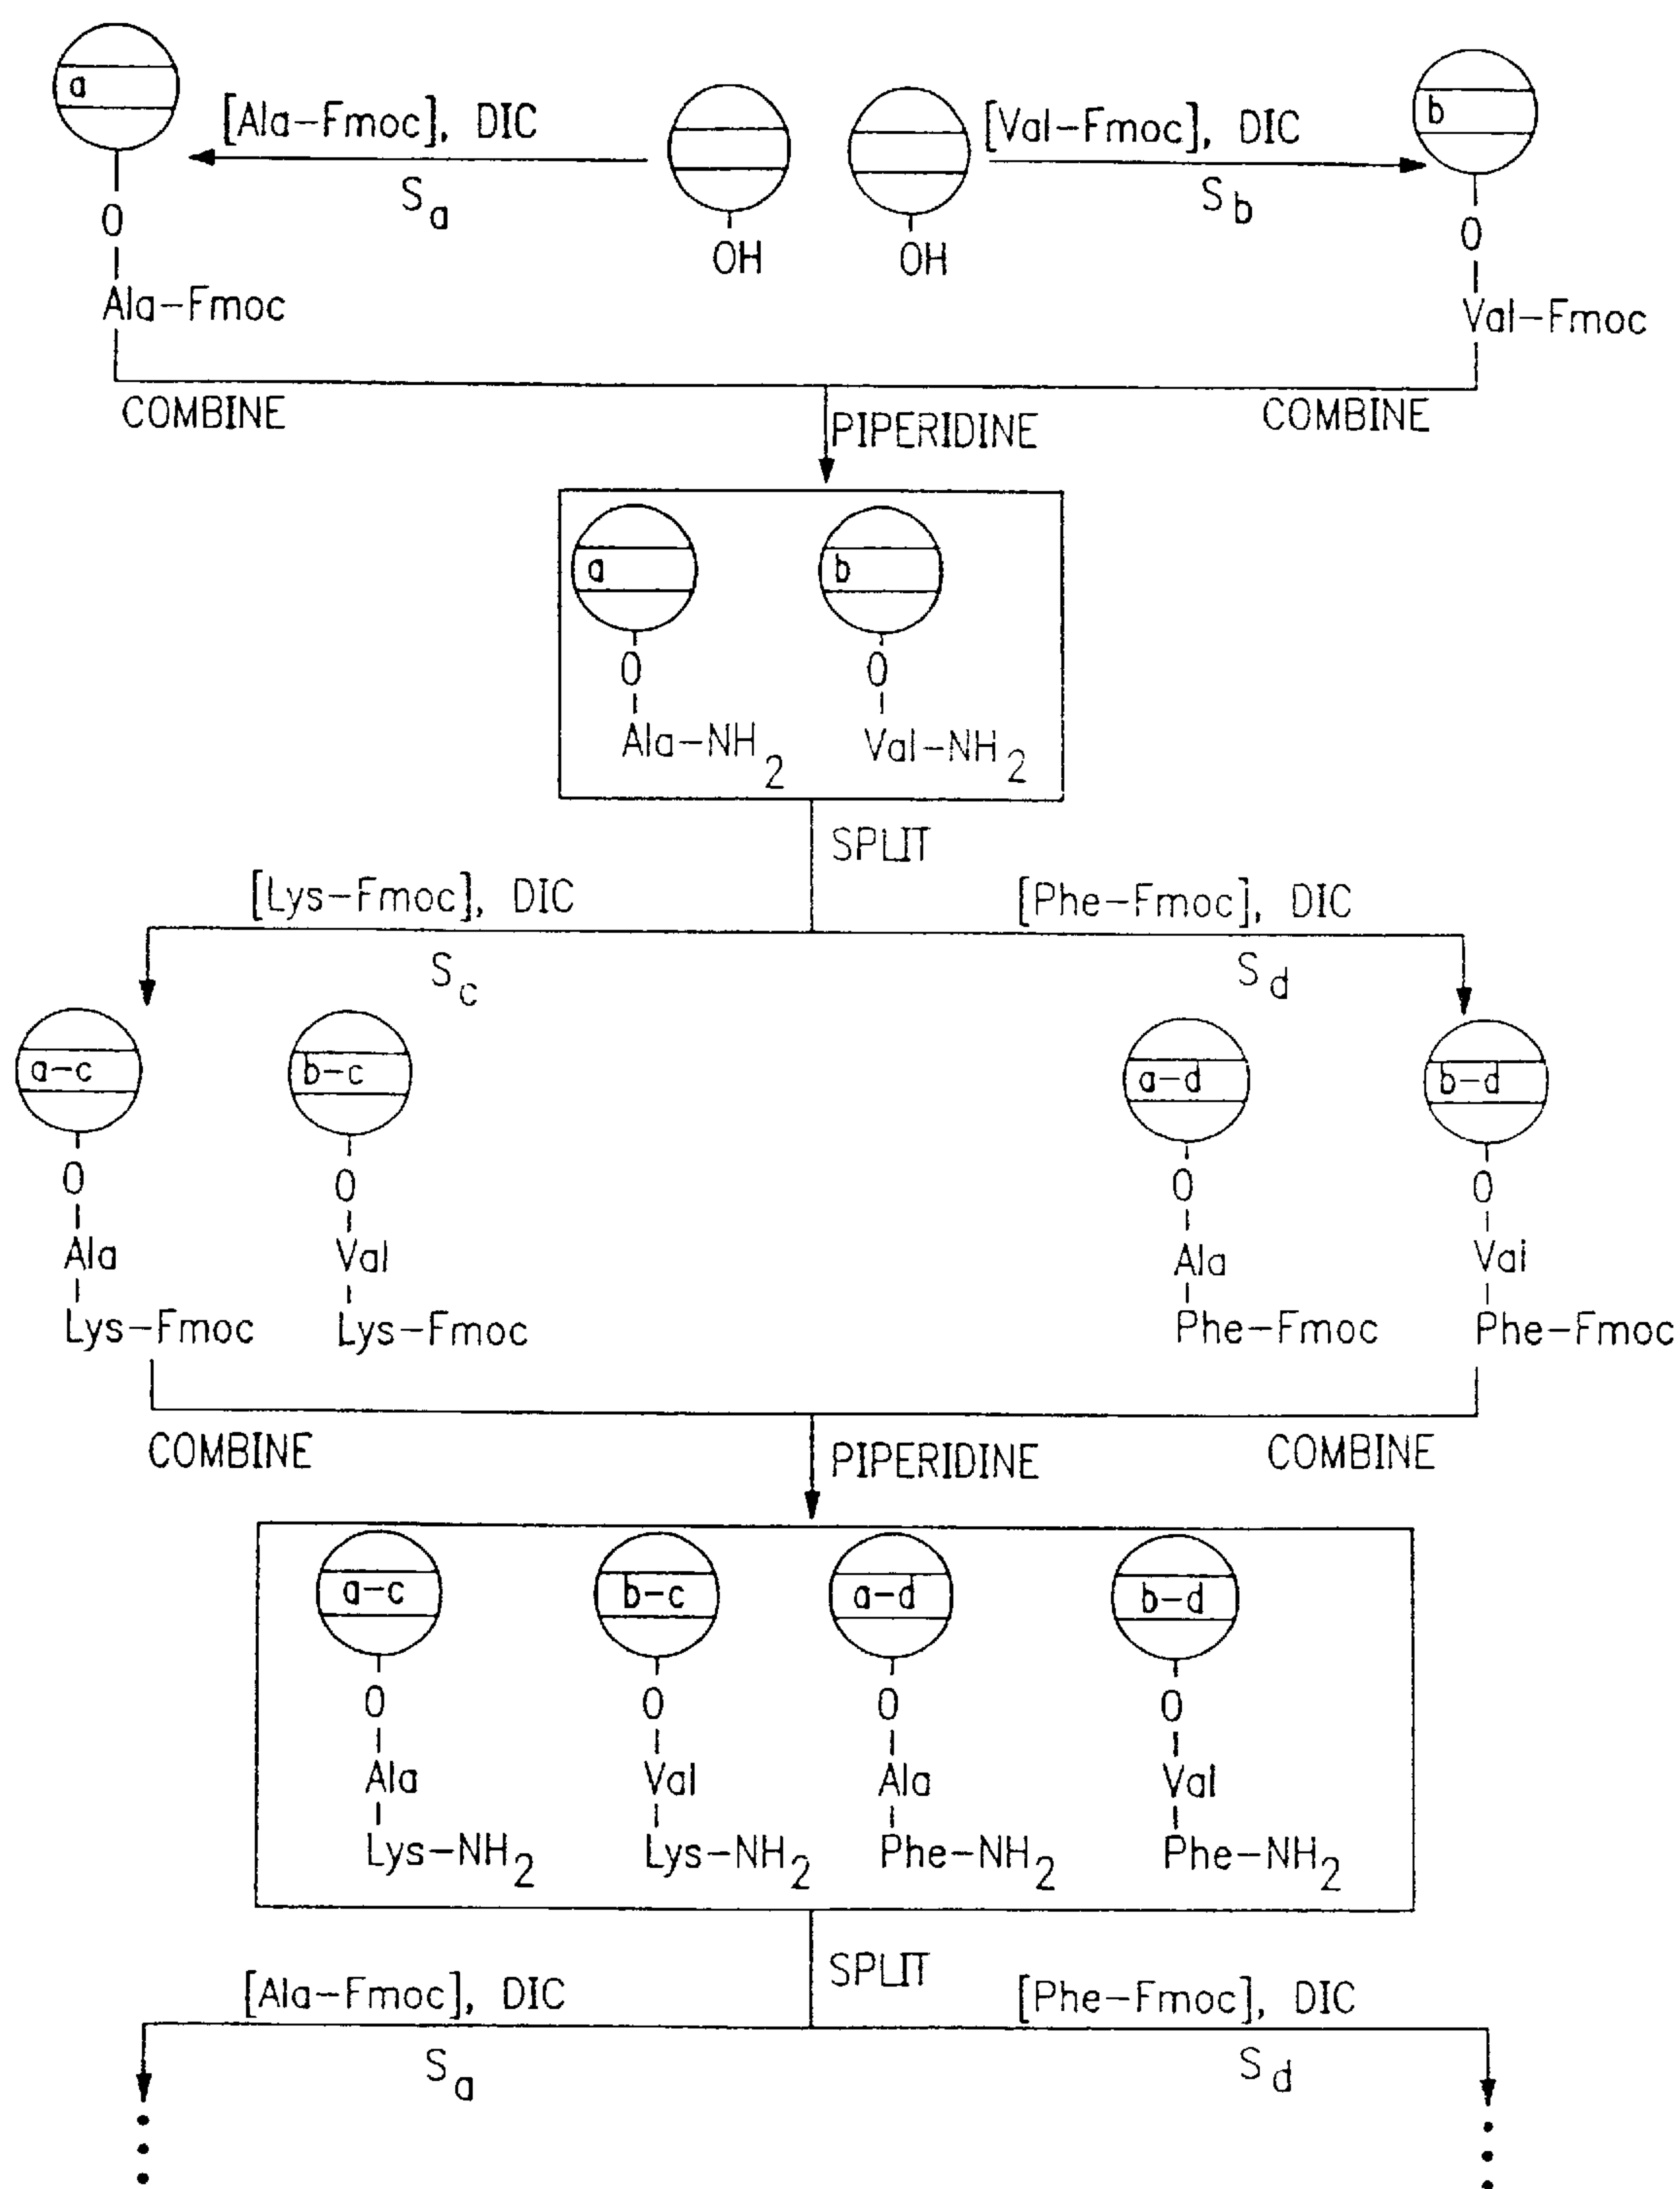 a
[Ala-Fmoc], DIC
[Val-Fmoc], DIC
b
Sa
Sb
O
OH
OH
O
Ala-Fmoc
Val-Fmoc
COMBINE
PIPERIDINE
COMBINE
a
b
O
O
Ala-NH2
Val-NH2
SPLIT
[Lys-Fmoc], DIC
[Phe-Fmoc], DIC
Sc
Sd
a-c
b-c
a-d
b-d
O
O
O
O
Ala
Val
Ala
Val
Lys-Fmoc
Lys-Fmoc
Phe-Fmoc
Phe-Fmoc
COMBINE
PIPERIDINE
COMBINE
a-c
b-c
a-d
b-d
O
O
O
O
Ala
Val
Ala
Val
Lys-NH2
Lys-NH2
Phe-NH2
Phe-NH2
SPLIT
[Ala-Fmoc], DIC
[Phe-Fmoc], DIC
Sa
Sd